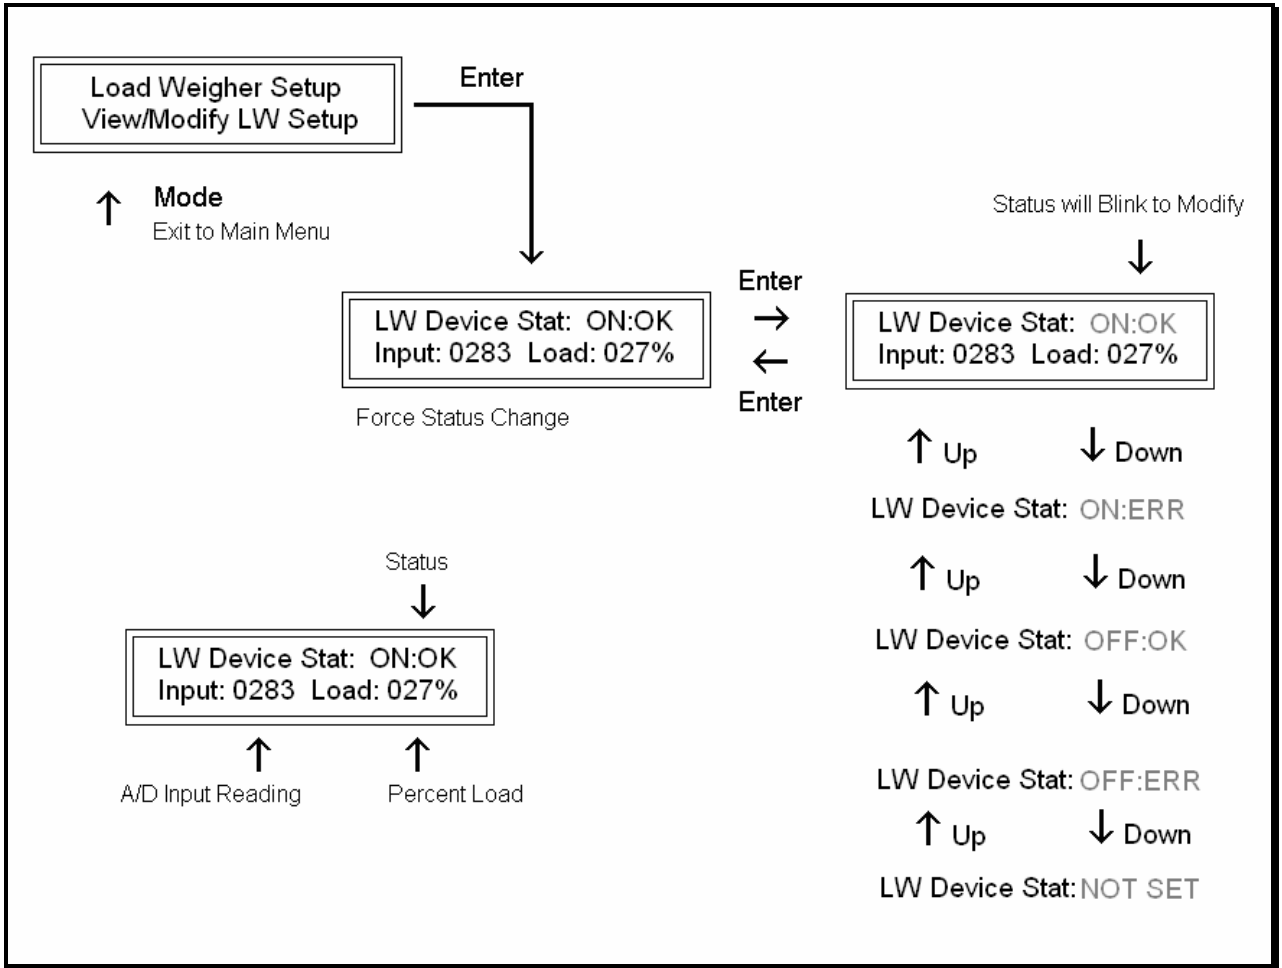 Load Weigher Setup
View/Modify LW Setup
Enter
Mode
Exit to Main Menu
Status will Blink to Modify
LW Device Stat: ON:OK
Input: 0283 Load: 027%
Force Status Change
Enter
Enter
LW Device Stat: ON:OK
Input: 0283 Load: 027%
Up
Down
LW Device Stat: ON:ERR
Up
Down
LW Device Stat: OFF:OK
Up
Down
LW Device Stat: OFF:ERR
Up
Down
LW Device Stat: NOT SET
Status
LW Device Stat: ON:OK
Input: 0283 Load: 027%
A/D Input Reading
Percent Load